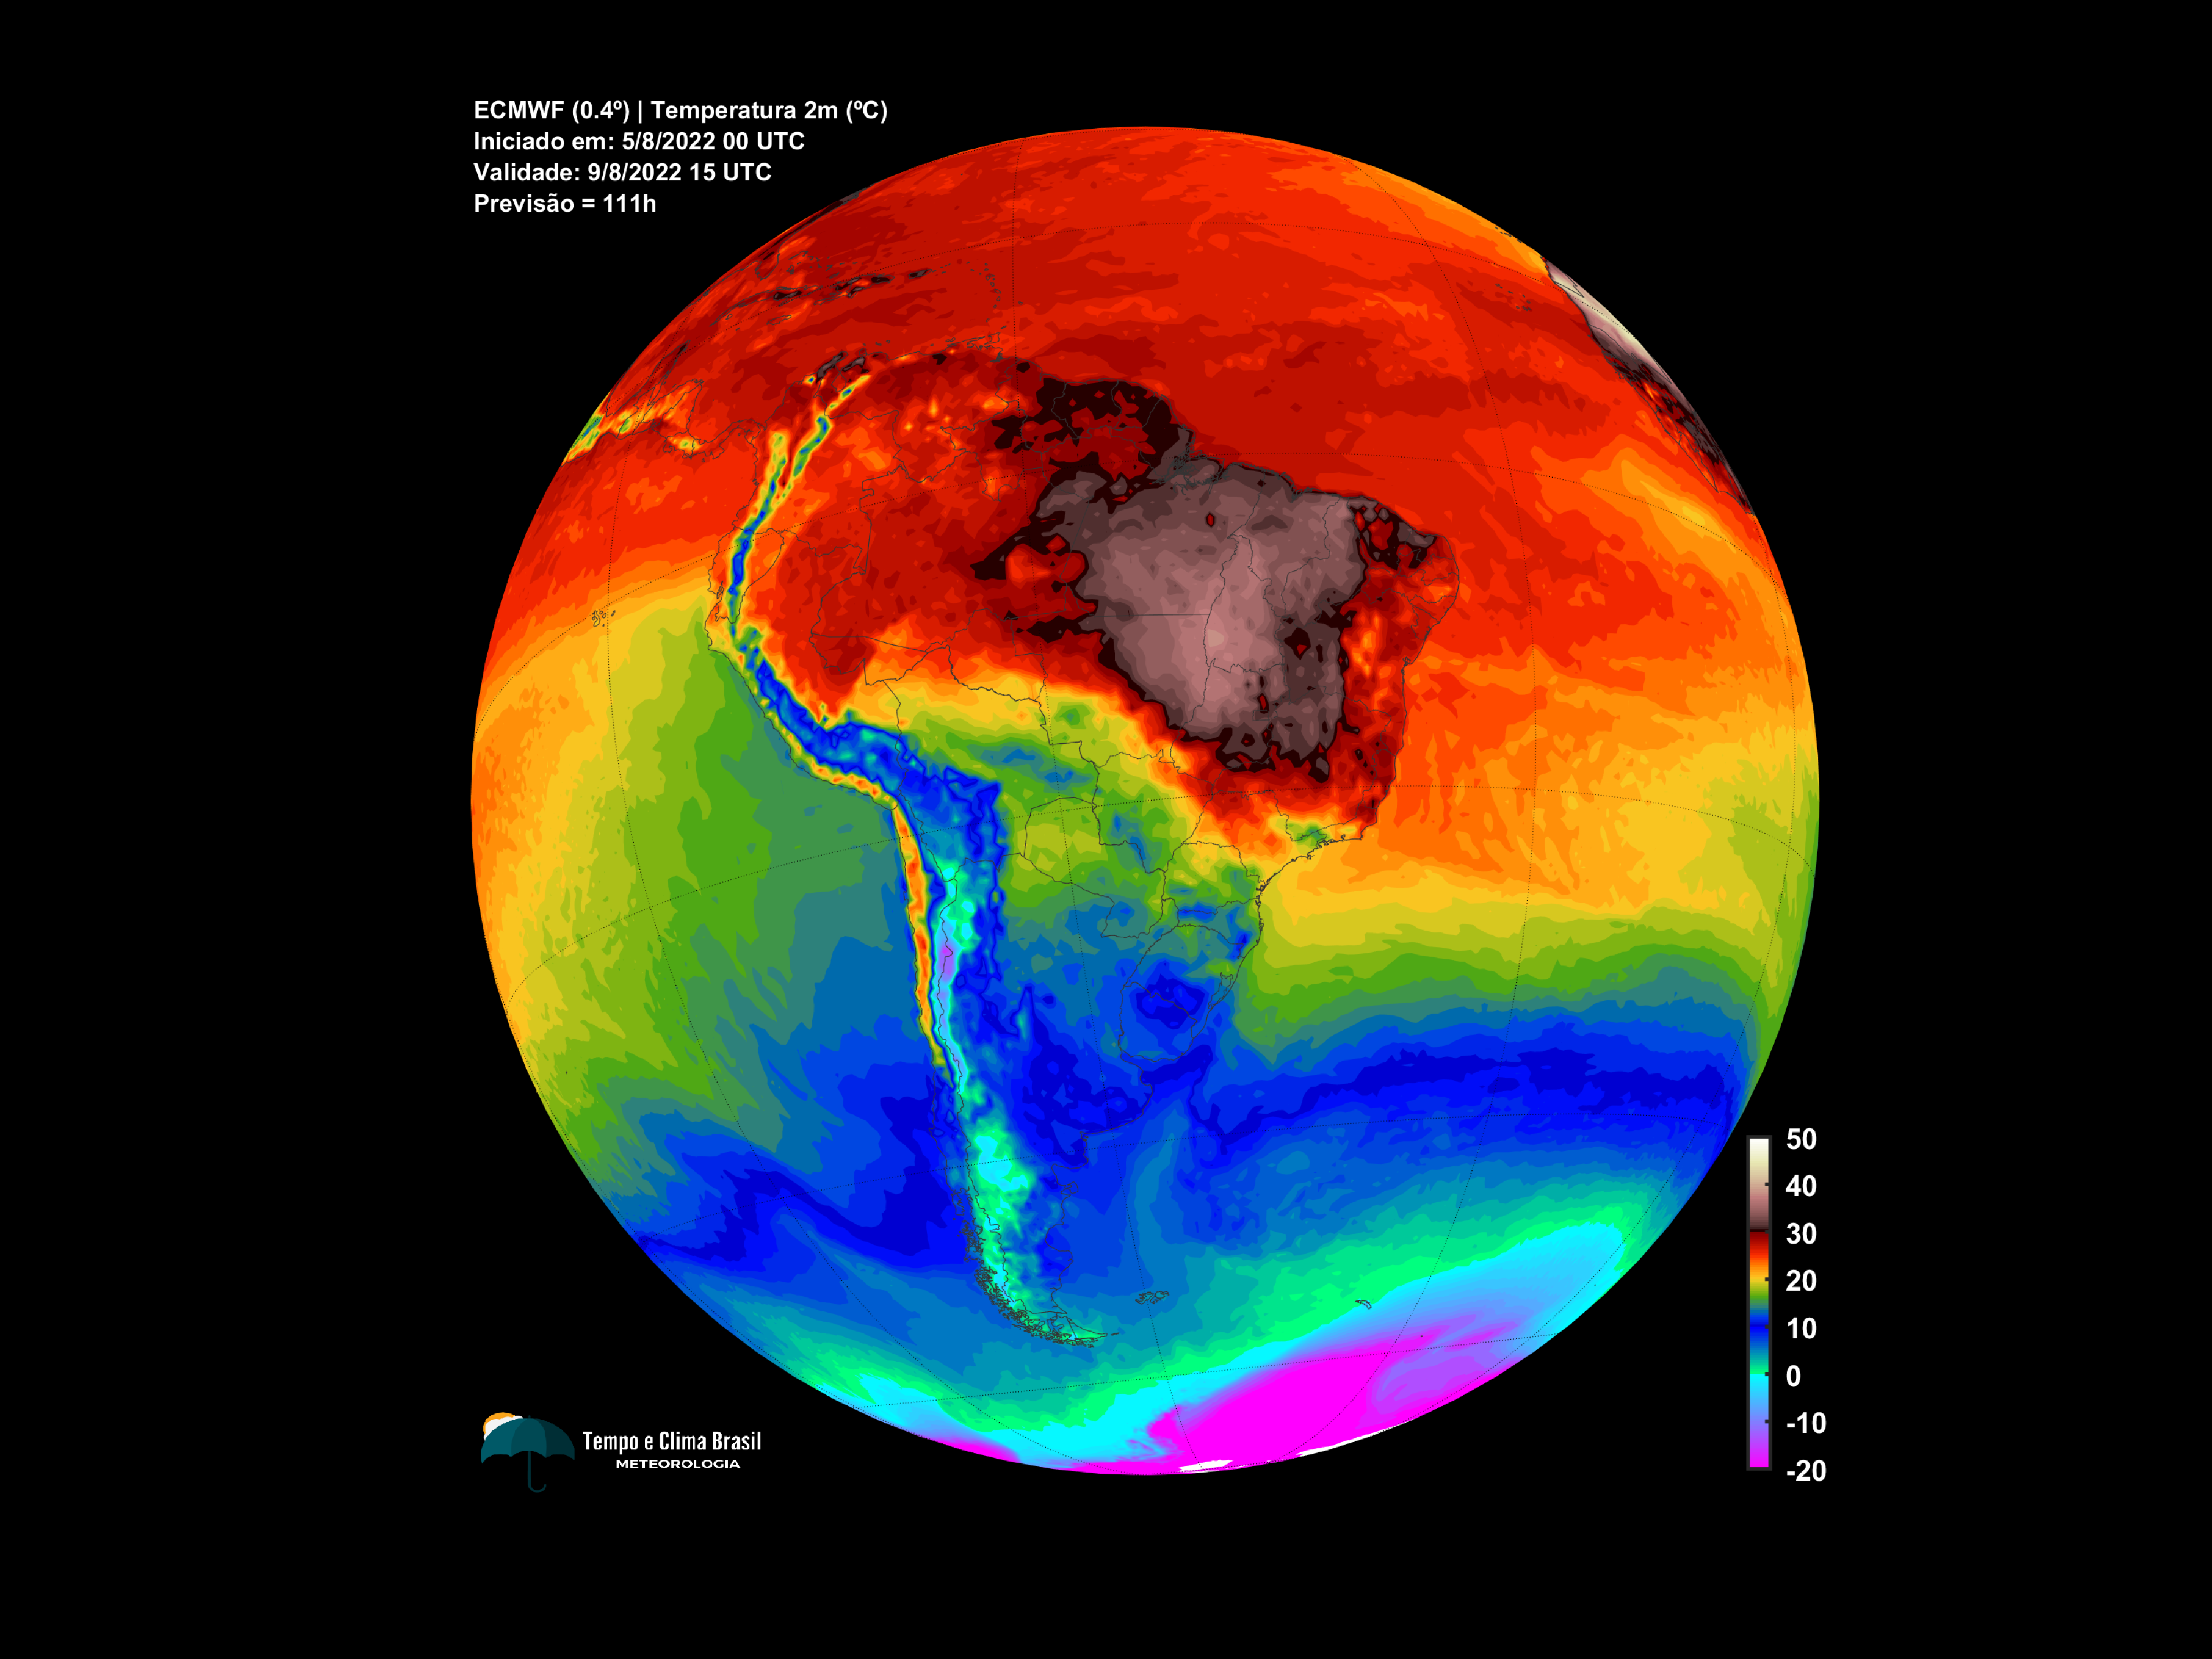 ECMWF (0.4º) | Temperatura 2m (ºC)
Iniciado em: 5/8/2022 00 UTC
Validade: 9/8/2022 15 UTC
Previsão = 111h
50
40
30
20
10
0
-10
-20
Tempo e Clima Brasil
METEOROLOGIA